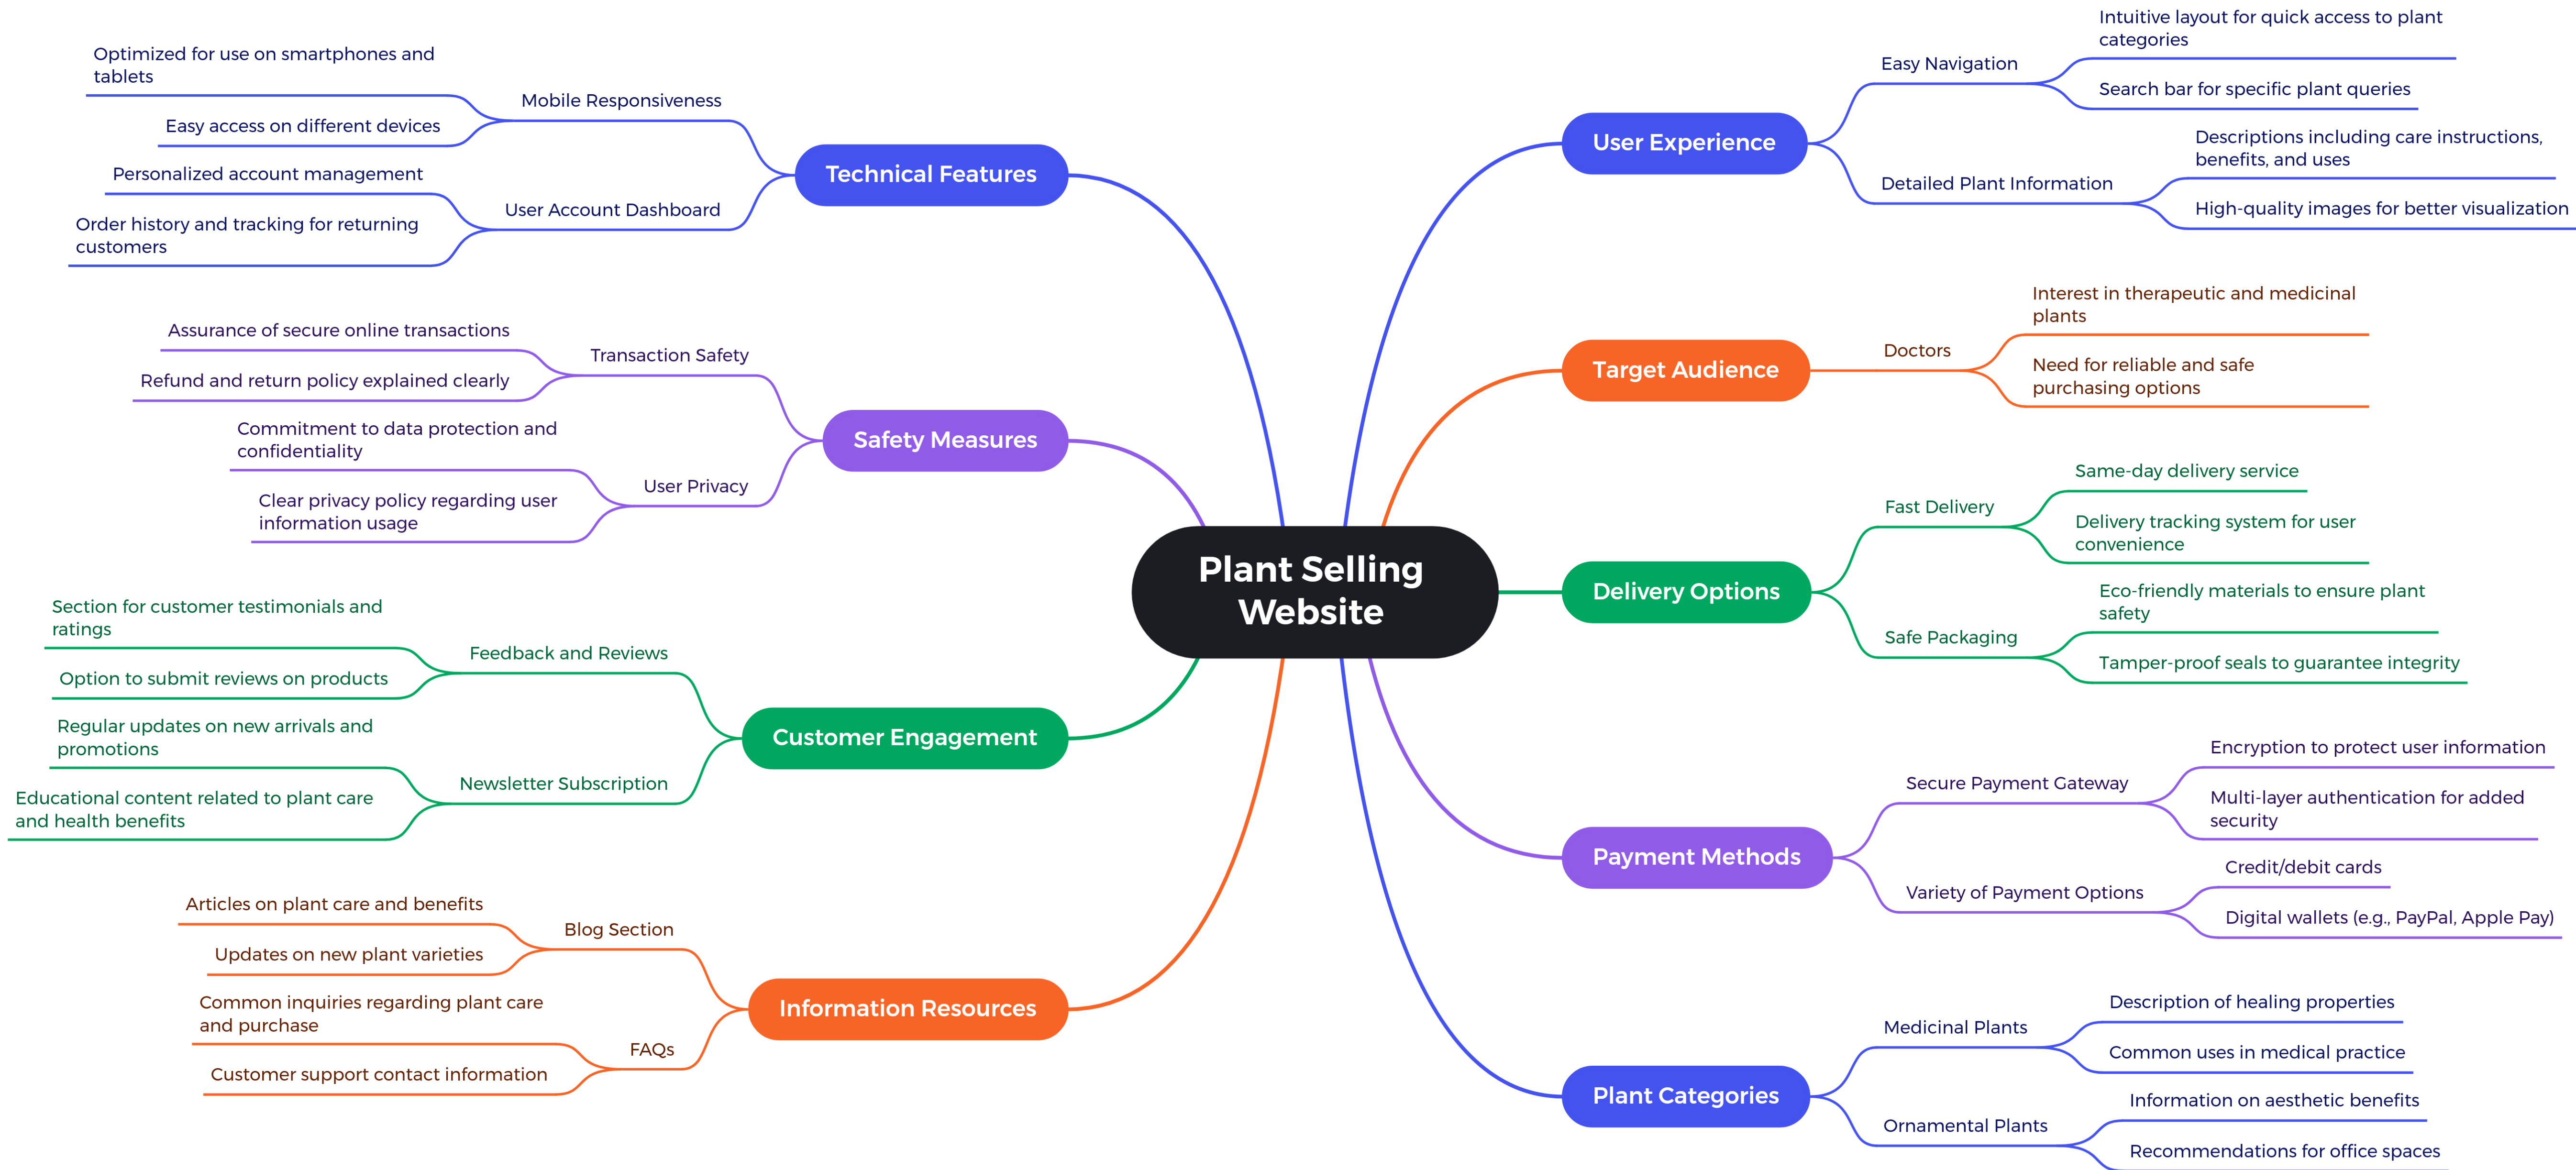 Plant Selling
Website
Technical Features
Mobile Responsiveness
Optimized for use on smartphones and
tablets
Easy access on different devices
User Account Dashboard
Personalized account management
Order history and tracking for returning
customers
Safety Measures
Transaction Safety
Assurance of secure online transactions
Refund and return policy explained clearly
User Privacy
Commitment to data protection and
confidentiality
Clear privacy policy regarding user
information usage
Customer Engagement
Feedback and Reviews
Section for customer testimonials and
ratings
Option to submit reviews on products
Newsletter Subscription
Regular updates on new arrivals and
promotions
Educational content related to plant care
and health benefits
Information Resources
Blog Section
Articles on plant care and benefits
Updates on new plant varieties
FAQs
Common inquiries regarding plant care
and purchase
Customer support contact information
User Experience
Easy Navigation
Intuitive layout for quick access to plant
categories
Search bar for specific plant queries
Detailed Plant Information
Descriptions including care instructions,
benefits, and uses
High-quality images for better visualization
Target Audience
Doctors
Interest in therapeutic and medicinal
plants
Need for reliable and safe
purchasing options
Delivery Options
Fast Delivery
Same-day delivery service
Delivery tracking system for user
convenience
Safe Packaging
Eco-friendly materials to ensure plant
safety
Tamper-proof seals to guarantee integrity
Payment Methods
Secure Payment Gateway
Encryption to protect user information
Multi-layer authentication for added
security
Variety of Payment Options
Credit/debit cards
Digital wallets (e.g., PayPal, Apple Pay)
Plant Categories
Medicinal Plants
Description of healing properties
Common uses in medical practice
Ornamental Plants
Information on aesthetic benefits
Recommendations for office spaces